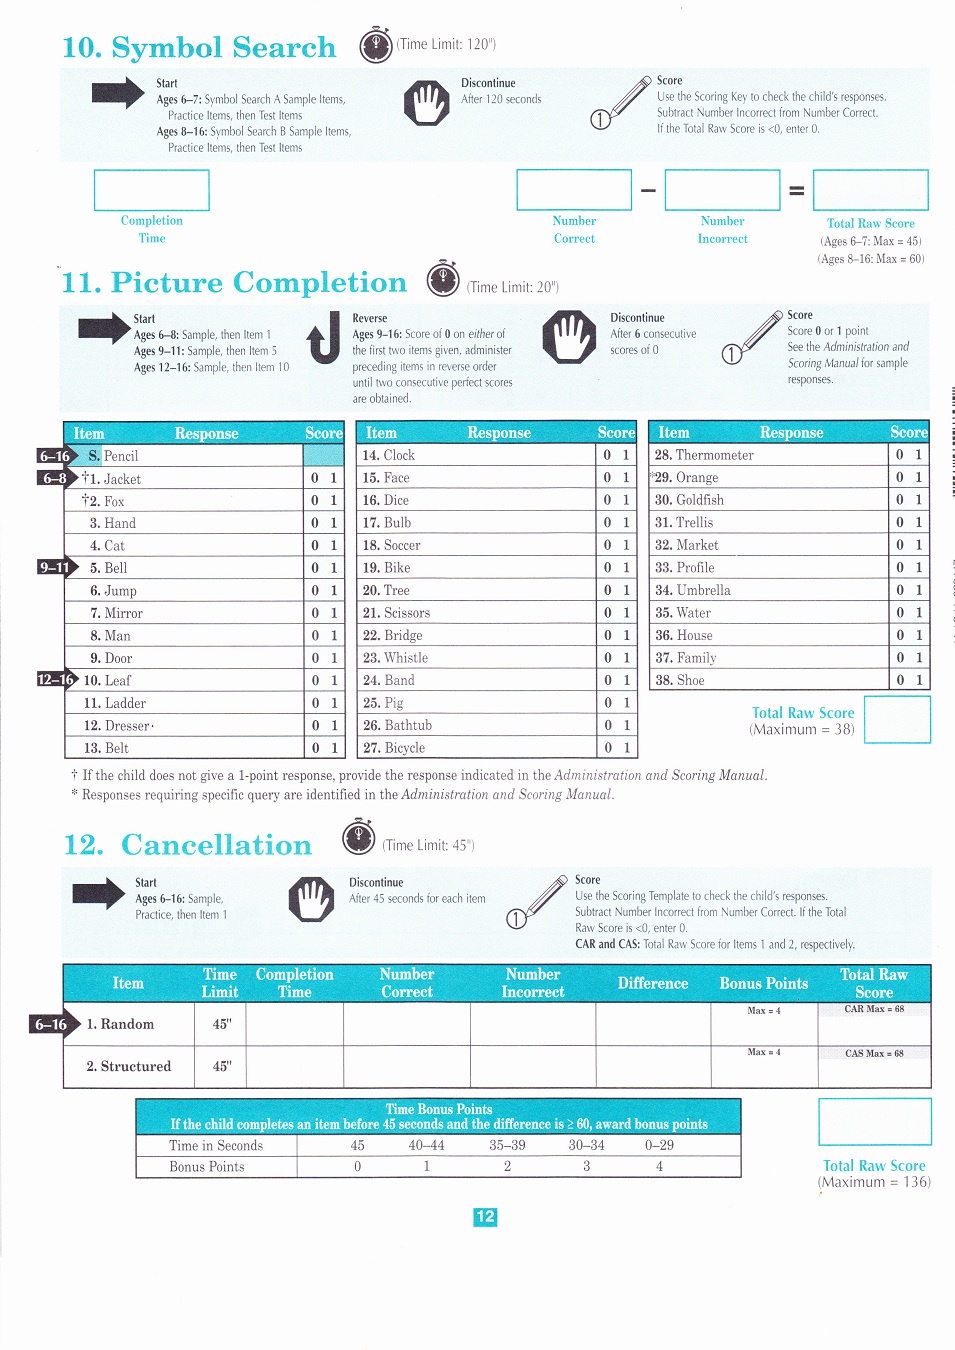 10. Symbol Search (Time Limit: 120")
Start
Ages 6–7: Symbol Search A Sample Items,
Practice Items, then Test Items
Ages 8–16: Symbol Search B Sample Items,
Practice Items, then Test Items
Discontinue
After 120 seconds
Score
Use the Scoring Key to check the child's responses.
Subtract Number Incorrect from Number Correct.
If the Total Raw Score is <0, enter 0.
1
Completion
Time
Number
Correct
–
Number
Incorrect
=
Total Raw Score
(Ages 6–7: Max = 45)
(Ages 8–16: Max = 60)
11. Picture Completion (Time Limit: 20")
Start
Ages 6–8: Sample, then Item 1
Ages 9–11: Sample, then Item 5
Ages 12–16: Sample, then Item 10
Reverse
Ages 9–16: Score of 0 on either of
the first two items given, administer
preceding items in reverse order
until two consecutive perfect scores
are obtained.
Discontinue
After 6 consecutive
scores of 0
1
Score
Score 0 or 1 point
See the Administration and
Scoring Manual for sample
responses.
Item Response Score
6–16 S. Pencil
6–8 †1. Jacket 0 1
†2. Fox 0 1
3. Hand 0 1
4. Cat 0 1
9–11 5. Bell 0 1
6. Jump 0 1
7. Mirror 0 1
8. Man 0 1
9. Door 0 1
12–16 10. Leaf 0 1
11. Ladder 0 1
12. Dresser 0 1
13. Belt 0 1
Item Response Score
14. Clock 0 1
15. Face 0 1
16. Dice 0 1
17. Bulb 0 1
18. Soccer 0 1
19. Bike 0 1
20. Tree 0 1
21. Scissors 0 1
22. Bridge 0 1
23. Whistle 0 1
24. Band 0 1
25. Pig 0 1
26. Bathtub 0 1
27. Bicycle 0 1
Item Response Score
28. Thermometer 0 1
*29. Orange 0 1
30. Goldfish 0 1
31. Trellis 0 1
32. Market 0 1
33. Profile 0 1
34. Umbrella 0 1
35. Water 0 1
36. House 0 1
37. Family 0 1
38. Shoe 0 1
Total Raw Score
(Maximum = 38)
† If the child does not give a 1-point response, provide the response indicated in the Administration and Scoring Manual.
* Responses requiring specific query are identified in the Administration and Scoring Manual.
12. Cancellation (Time Limit: 45")
Start
Ages 6–16: Sample,
Practice, then Item 1
Discontinue
After 45 seconds for each item
1
Score
Use the Scoring Template to check the child's responses.
Subtract Number Incorrect from Number Correct. If the Total
Raw Score is <0, enter 0.
CAR and CAS: Total Raw Score for Items 1 and 2, respectively.
Item Time Limit Completion Time Number Correct Number Incorrect Difference Bonus Points Total Raw Score
6–16 1. Random 45" Max = 4 CAR Max = 68
2. Structured 45" Max = 4 CAS Max = 68
Time Bonus Points
If the child completes an item before 45 seconds and the difference is ≥ 60, award bonus points
Time in Seconds 45 40–44 35–39 30–34 0–29
Bonus Points 0 1 2 3 4
Total Raw Score
(Maximum = 136)
12